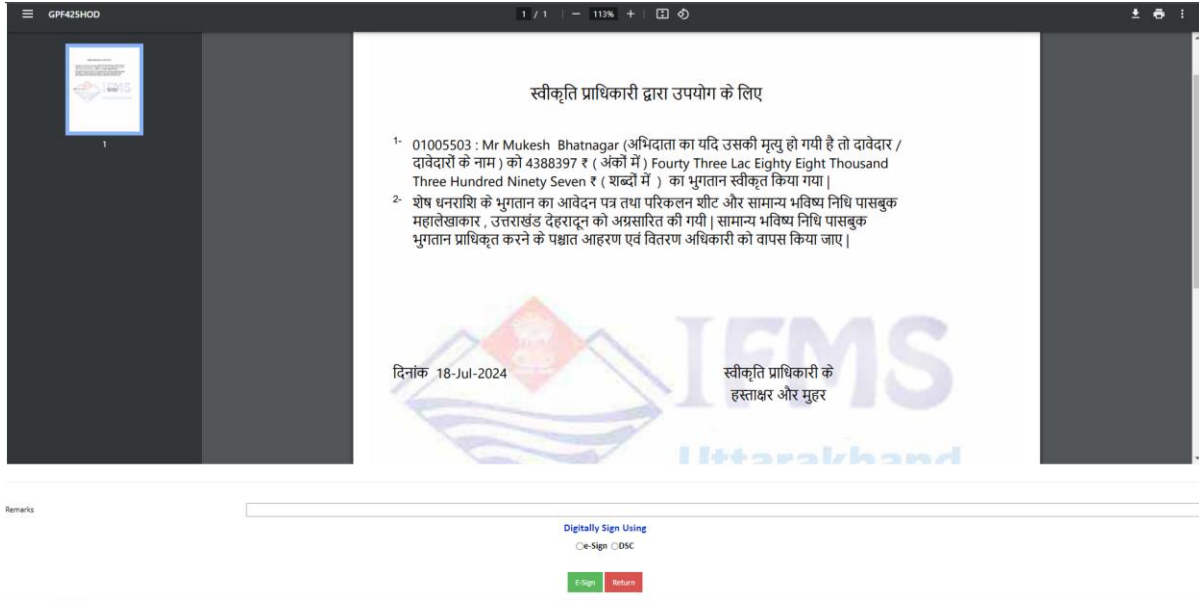 GPF425HOD
1 / 1
113%
1
IFMS
स्वीकृति प्राधिकारी द्वारा उपयोग के लिए
1- 01005503 : Mr Mukesh Bhatnagar (अभिदाता का यदि उसकी मृत्यु हो गयी है तो दावेदार /
दावेदारों के नाम ) को 4388397 ₹ ( अंकों में ) Fourty Three Lac Eighty Eight Thousand
Three Hundred Ninety Seven ₹ ( शब्दों में ) का भुगतान स्वीकृत किया गया |
2- शेष धनराशि के भुगतान का आवेदन पत्र तथा परिकलन शीट और सामान्य भविष्य निधि पासबुक
महालेखाकार , उत्तराखंड देहरादून को अग्रसारित की गयी | सामान्य भविष्य निधि पासबुक
भुगतान प्राधिकृत करने के पश्चात आहरण एवं वितरण अधिकारी को वापस किया जाए |
IFMS
दिनांक 18-Jul-2024
स्वीकृति प्राधिकारी के
हस्ताक्षर और मुहर
Uttarakhand
Remarks
Digitally Sign Using
e-Sign DSC
E-Sign Return